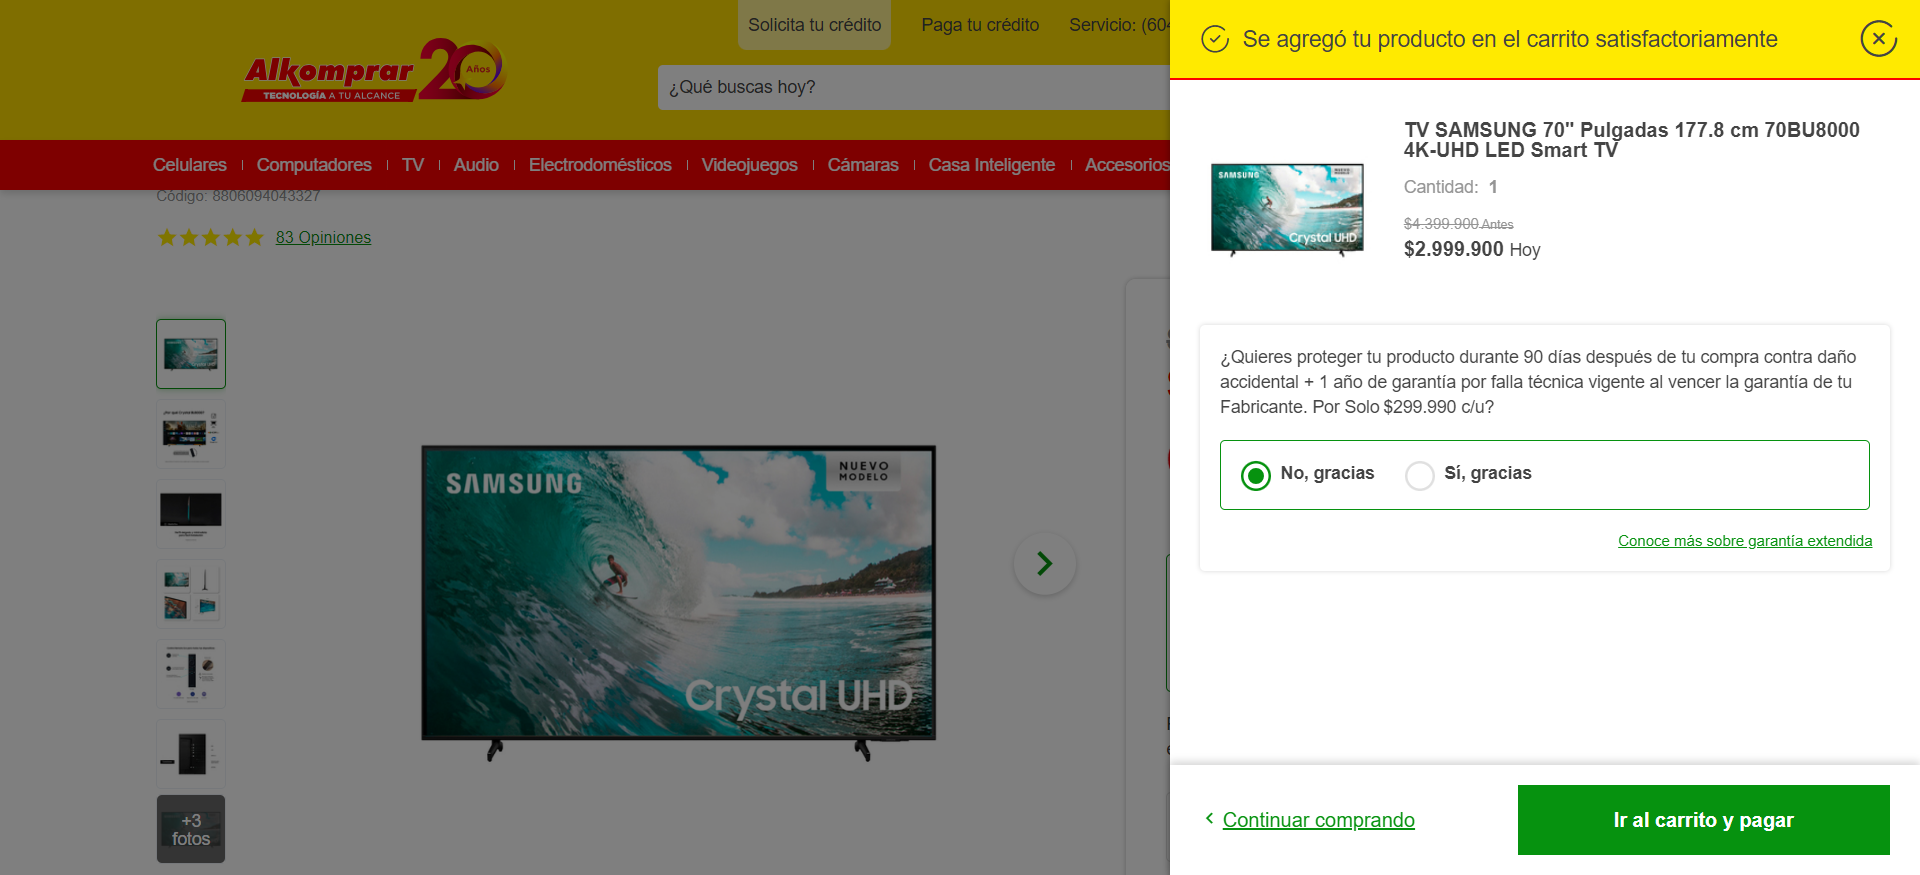 Solicita tu crédito
Paga tu crédito
Servicio: (604
Alkomprar
TECNOLOGÍA A TU ALCANCE
20
Años
¿Qué buscas hoy?
Celulares
Computadores
TV
Audio
Electrodomésticos
Videojuegos
Cámaras
Casa Inteligente
Accesorios
Código: 8806094043327
83 Opiniones
SAMSUNG
NUEVO
MODELO
Crystal UHD
+3
fotos
Se agregó tu producto en el carrito satisfactoriamente
SAMSUNG
Crystal UHD
TV SAMSUNG 70" Pulgadas 177.8 cm 70BU8000
4K-UHD LED Smart TV
Cantidad: 1
$4.399.900 Antes
$2.999.900 Hoy
¿Quieres proteger tu producto durante 90 días después de tu compra contra daño
accidental + 1 año de garantía por falla técnica vigente al vencer la garantía de tu
Fabricante. Por Solo $299.990 c/u?
No, gracias
Sí, gracias
Conoce más sobre garantía extendida
Continuar comprando
Ir al carrito y pagar